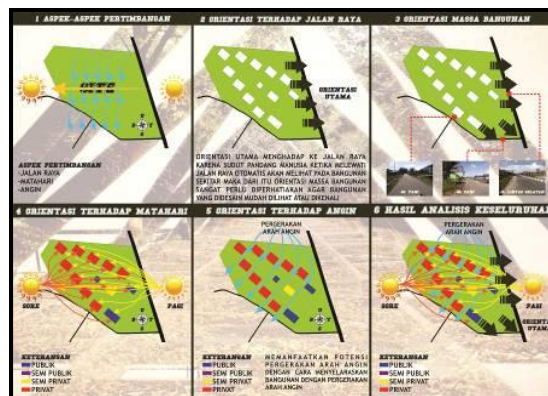 1 ASPEK-ASPEK PERTIMBANGAN
SITE
ASPEK PERTIMBANGAN
-JALAN RAYA
-MATAHARI
-ANGIN
2 ORIENTASI TERHADAP JALAN RAYA
ORIENTASI
UTAMA
ORIENTASI UTAMA MENGHADAP KE JALAN RAYA
KARENA SUDUT PANDANG MANUSIA KETIKA MELEWATI
JALAN RAYA OTOMATIS AKAN MELIHAT PADA BANGUNAN
SEKITAR MAKA DARI ITU ORIENTASI MASSA BANGUNAN
SANGAT PERLU DIPERHATIKAN AGAR BANGUNAN
YANG DIDESAIN MUDAH DILIHAT ATAU DIKENALI
3 ORIENTASI MASSA BANGUNAN
4 ORIENTASI TERHADAP MATAHARI
SORE
PAGI
KETERANGAN
PUBLIK
SEMI PUBLIK
SEMI PRIVAT
PRIVAT
5 ORIENTASI TERHADAP ANGIN
PERGERAKAN
ARAH ANGIN
KETERANGAN
PUBLIK
SEMI PUBLIK
SEMI PRIVAT
PRIVAT
MEMANFAATKAN POTENSI
PERGERAKAN ARAH ANGIN
DENGAN CARA MENYELARASKAN
BANGUNAN DENGAN PERGERAKAN
ARAH ANGIN
6 HASIL ANALISIS KESELURUHAN
PERGERAKAN
ARAH ANGIN
SORE
PAGI
ORIENTASI
UTAMA
KETERANGAN
PUBLIK
SEMI PUBLIK
SEMI PRIVAT
PRIVAT